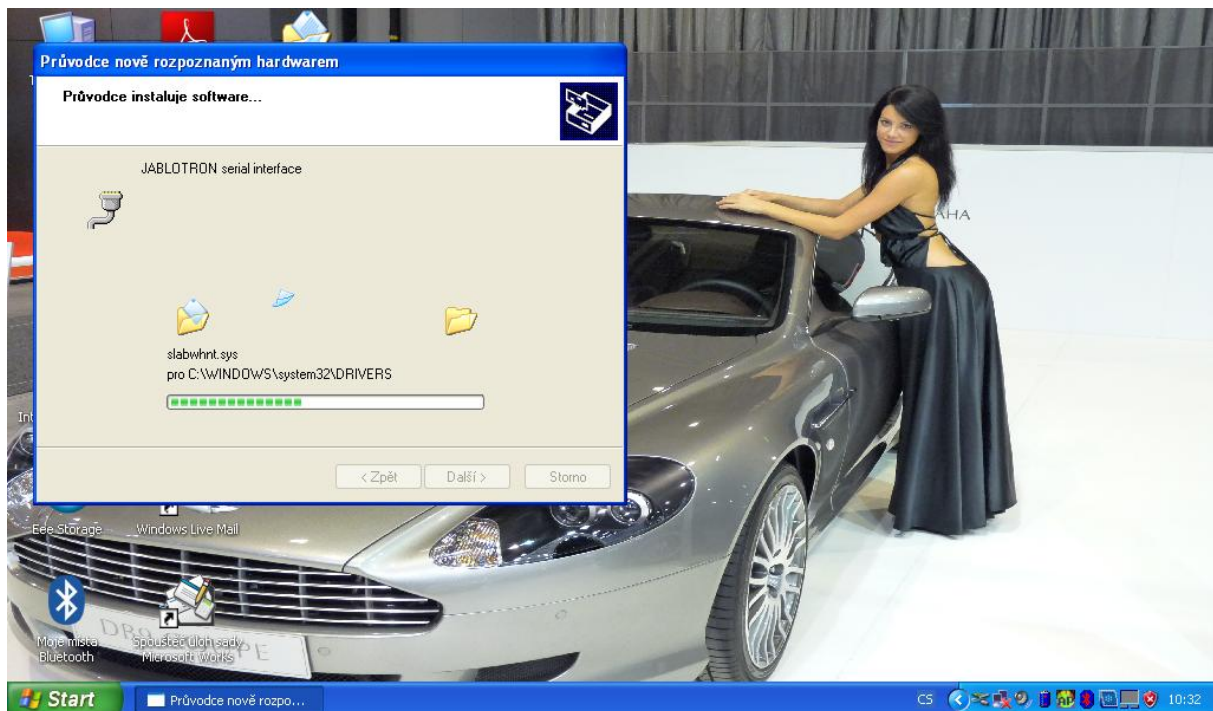 Průvodce nově rozpoznaným hardwarem
Průvodce instaluje software...
JABLOTRON serial interface
slabwhnt.sys
pro C:\WINDOWS\system32\DRIVERS
< Zpět
Další >
Storno
AHA
Int
Eee Storage
Windows Live Mail
Moje místa
Bluetooth
Spouštěč úloh sady
Microsoft Works
Start
Průvodce nově rozpo...
CS
10:32